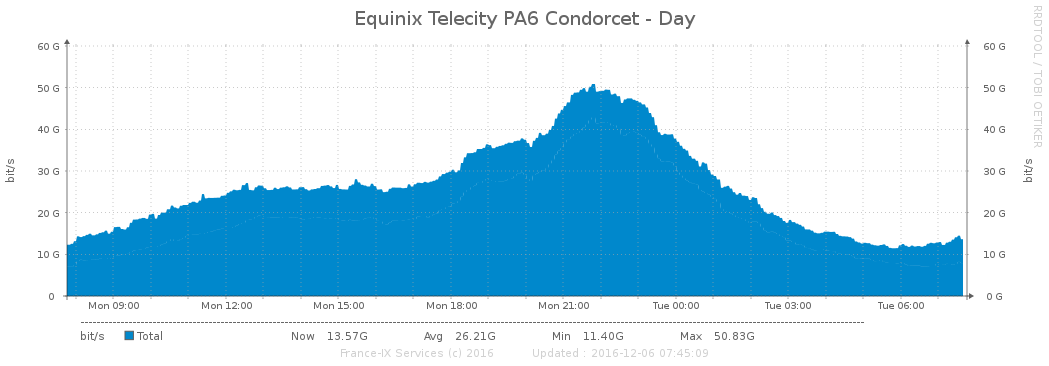 Equinix Telecity PA6 Condorcet - Day
RRDTOOL / TOBI OETIKER
60 G 60 G
50 G 50 G
40 G 40 G
30 G 30 G
20 G 20 G
10 G 10 G
0 0 G
bit/s
bit/s
Mon 09:00 Mon 12:00 Mon 15:00 Mon 18:00 Mon 21:00 Tue 00:00 Tue 03:00 Tue 06:00
bit/s Total Now 13.57G Avg 26.21G Min 11.40G Max 50.83G
France-IX Services (c) 2016 Updated : 2016-12-06 07:45:09